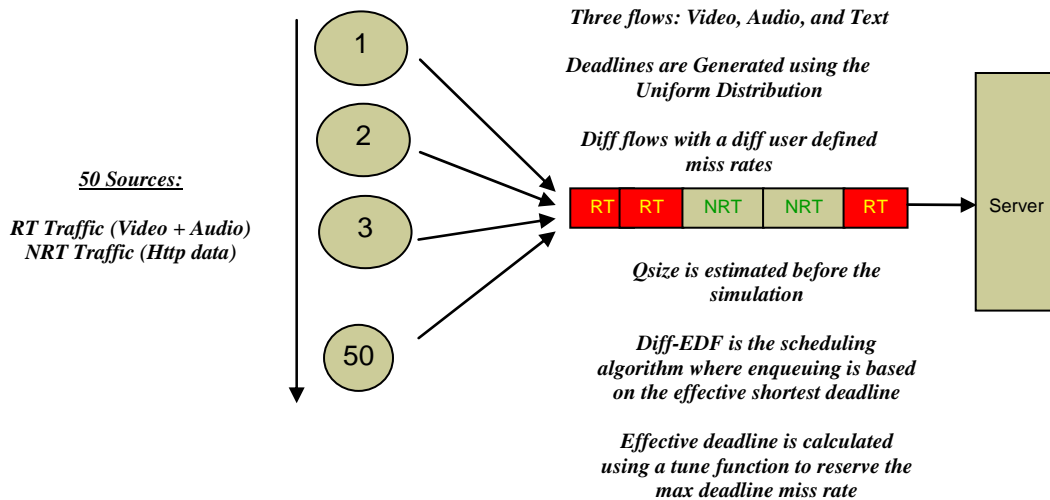 50 Sources:
RT Traffic (Video + Audio)
NRT Traffic (Http data)
1
2
3
50
Three flows: Video, Audio, and Text
Deadlines are Generated using the
Uniform Distribution
Diff flows with a diff user defined
miss rates
RT RT NRT NRT RT
Server
Qsize is estimated before the
simulation
Diff-EDF is the scheduling
algorithm where enqueuing is based
on the effective shortest deadline
Effective deadline is calculated
using a tune function to reserve the
max deadline miss rate